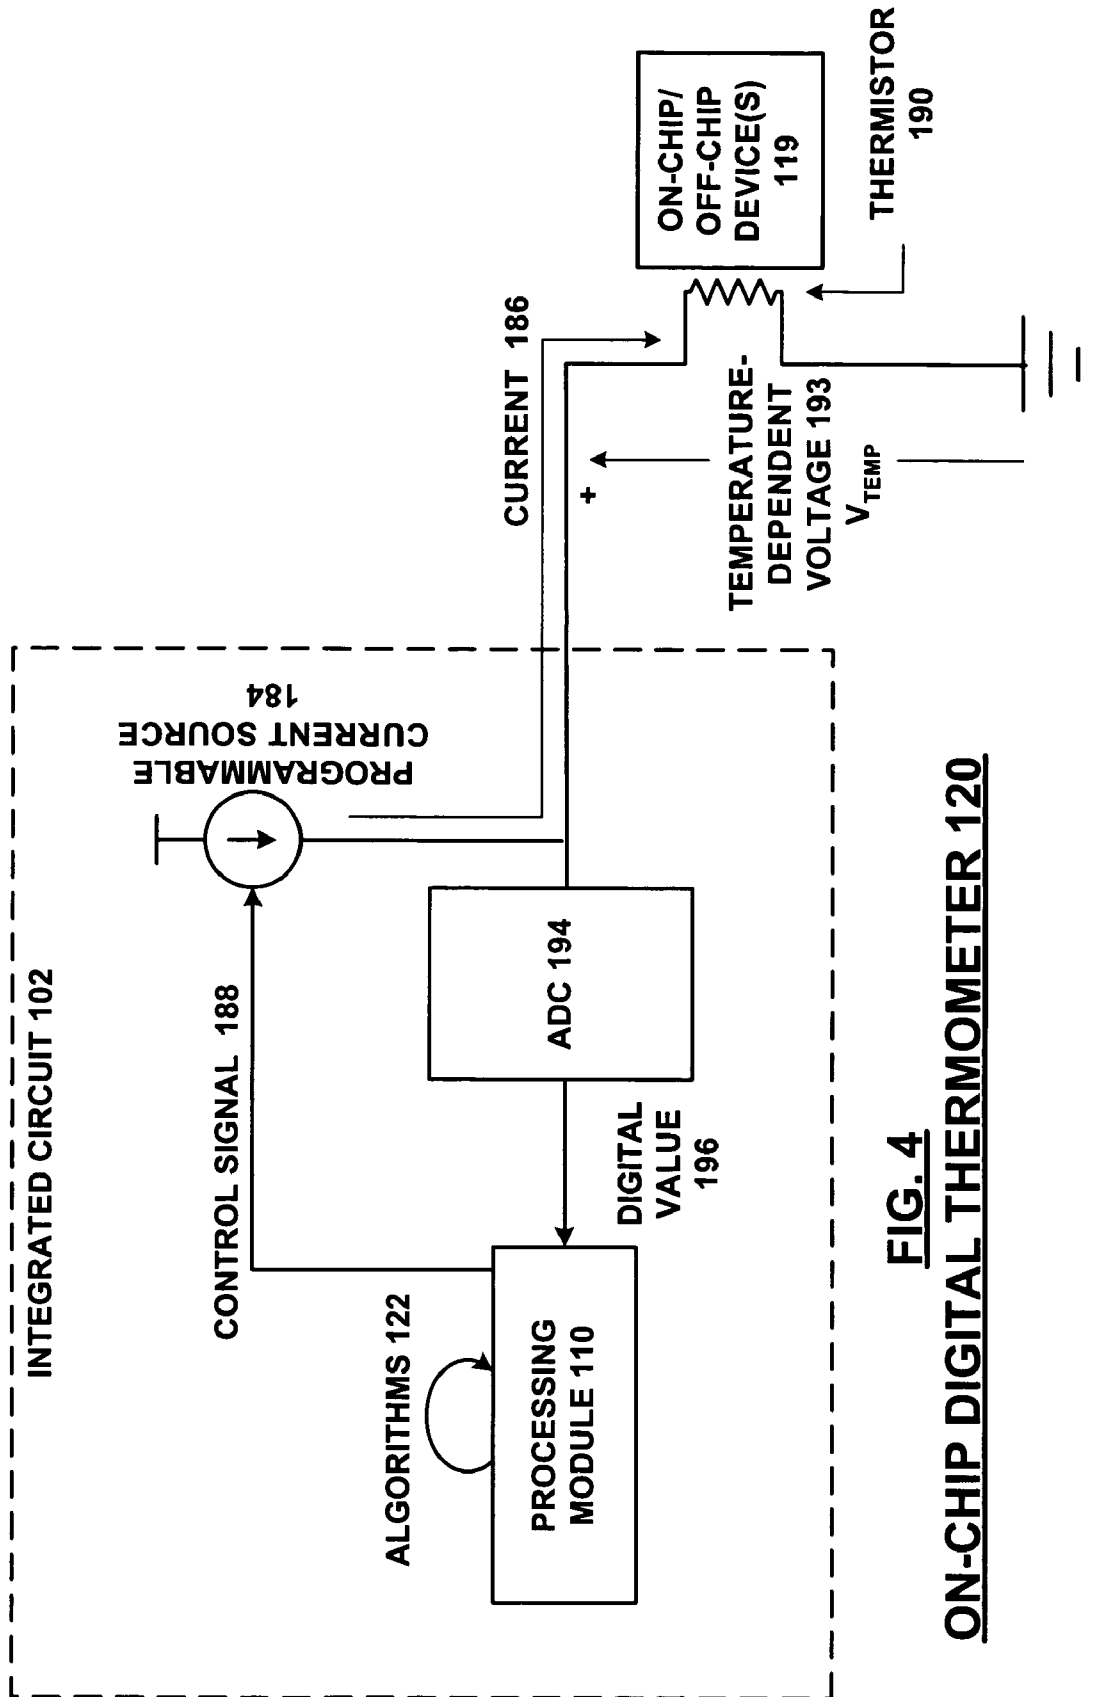 INTEGRATED CIRCUIT 102
CONTROL SIGNAL 188
PROGRAMMABLE
CURRENT SOURCE
184
ALGORITHMS 122
PROCESSING
MODULE 110
DIGITAL
VALUE
196
ADC 194
CURRENT 186
+
TEMPERATURE-
DEPENDENT
VOLTAGE 193
VTEMP
ON-CHIP/
OFF-CHIP
DEVICE(S)
119
THERMISTOR
190
FIG. 4
ON-CHIP DIGITAL THERMOMETER 120